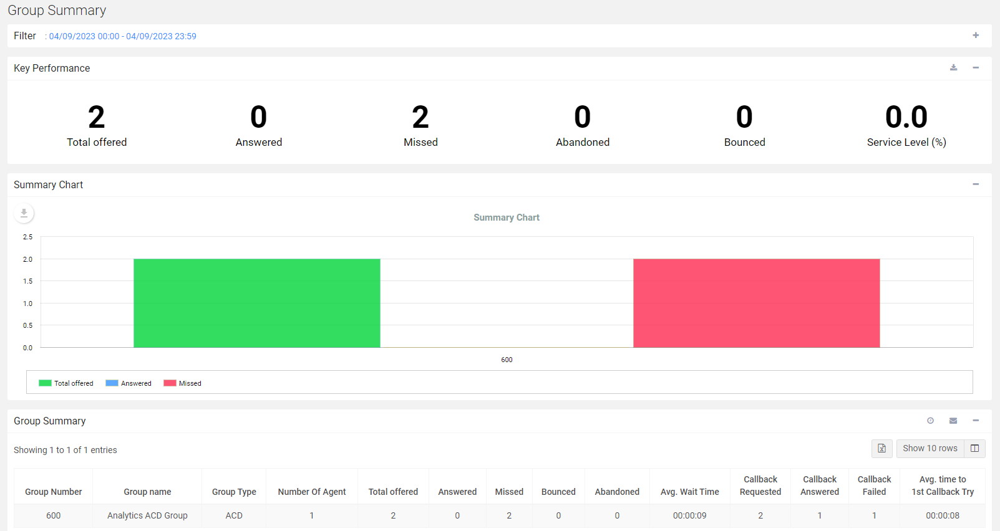 Group Summary
Filter : 04/09/2023 00:00 - 04/09/2023 23:59
Key Performance
2 0 2 0 0 0.0
Total offered Answered Missed Abandoned Bounced Service Level (%)
Summary Chart
Summary Chart
2.5
2.0
1.5
1.0
0.5
0.0
600
Total offered Answered Missed
Group Summary
Showing 1 to 1 of 1 entries
Show 10 rows
Group Number Group name Group Type Number Of Agent Total offered Answered Missed Bounced Abandoned Avg. Wait Time Callback Requested Callback Answered Callback Failed Avg. time to 1st Callback Try
600 Analytics ACD Group ACD 1 2 0 2 0 0 00:00:09 2 1 1 00:00:08